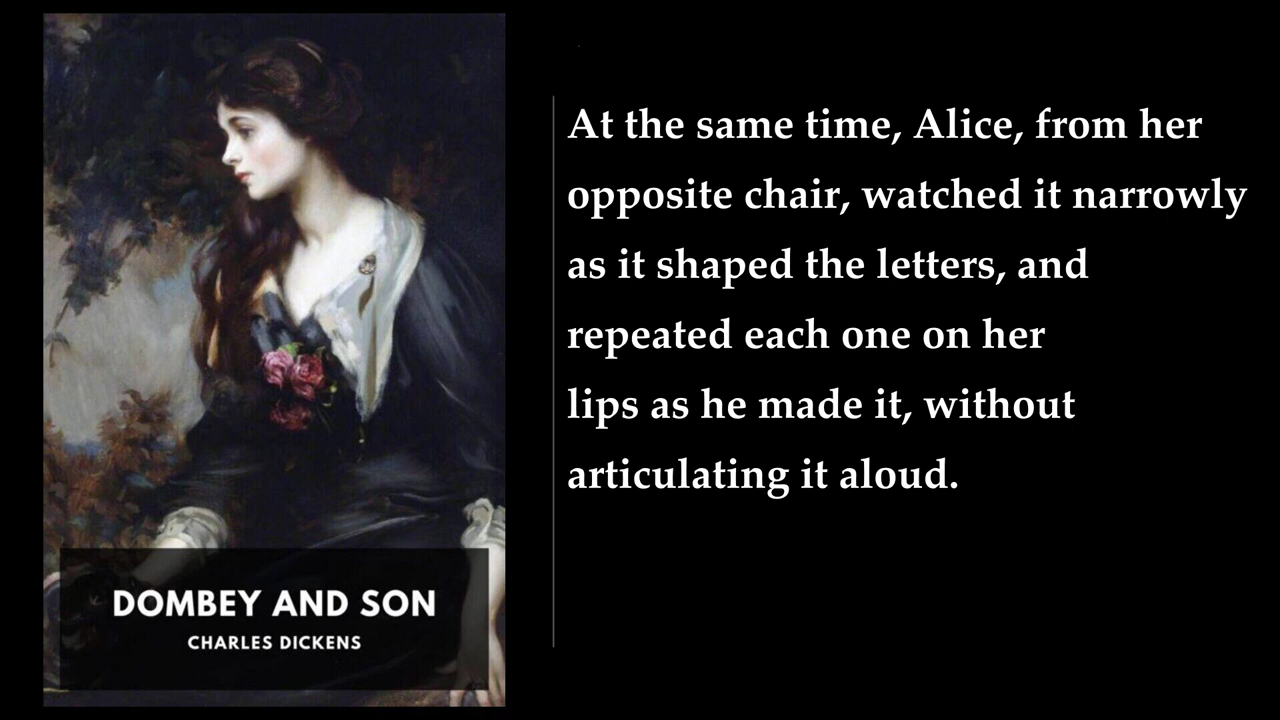 DOMBEY AND SON
CHARLES DICKENS
At the same time, Alice, from her
opposite chair, watched it narrowly
as it shaped the letters, and
repeated each one on her
lips as he made it, without
articulating it aloud.